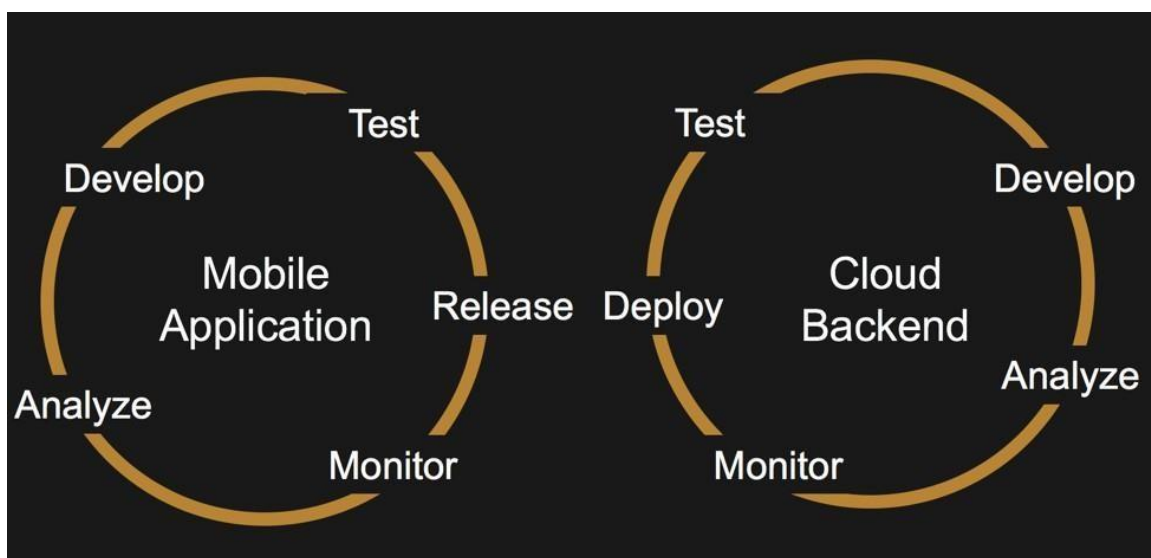 Test
Develop
Mobile
Application
Release
Analyze
Monitor
Test
Develop
Cloud
Backend
Deploy
Analyze
Monitor